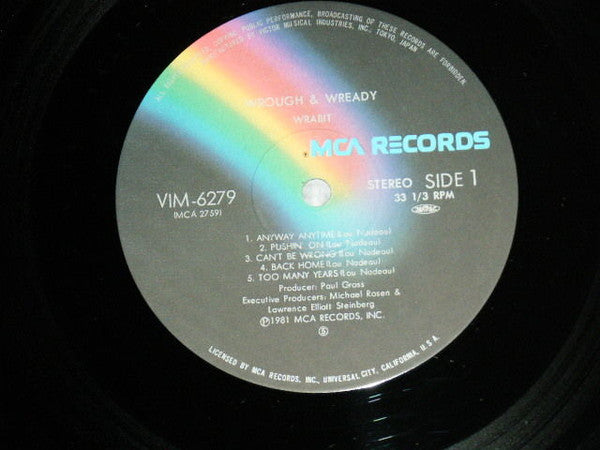 ALL RIGHTS COPYING PUBLIC PERFORMANCE, BROADCASTING OF THESE RECORDS ARE FORBIDDEN.
MANUFACTURED BY VICTOR MUSICAL INDUSTRIES, INC., TOKYO, JAPAN
WROUGH & WREADY
WRABIT
MCA RECORDS
VIM-6279
(MCA 2759)
STEREO SIDE 1
33 1/3 RPM
1. ANYWAY ANYTIME (Lou Nadeau)
2. PUSHIN' ON (Lou Nadeau)
3. CAN'T BE WRONG (Lou Nadeau)
4. BACK HOME (Lou Nadeau)
5. TOO MANY YEARS (Lou Nadeau)
Producer: Paul Gross
Executive Producers: Michael Rosen &
Lawrence Elliott Steinberg
Ⓟ1981 MCA RECORDS, INC.
Ⓢ
LICENSED BY MCA RECORDS, INC., UNIVERSAL CITY, CALIFORNIA, U.S.A.